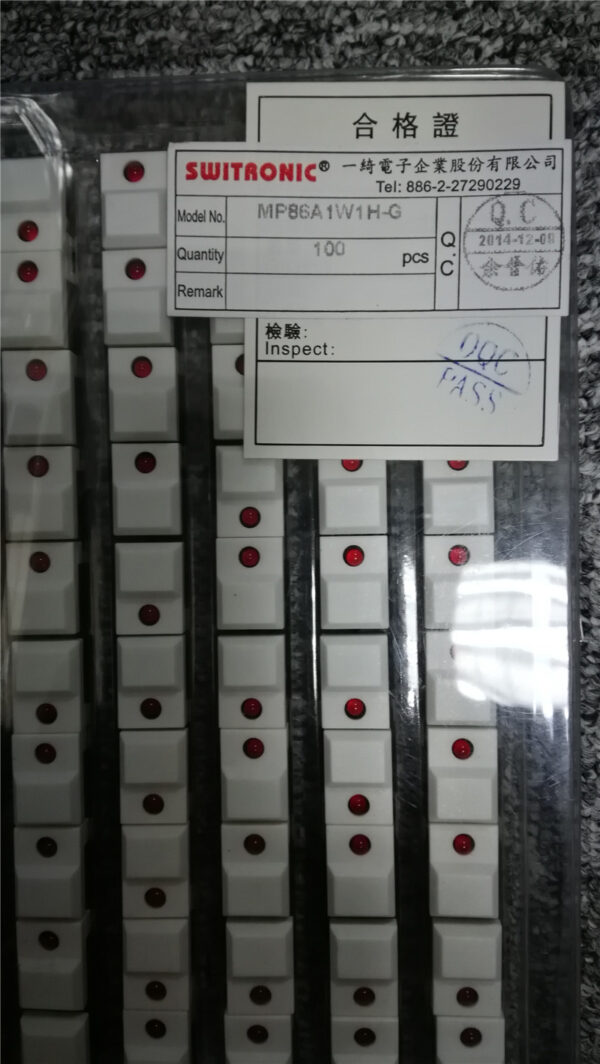 合格證
SWITRONIC® 一綺電子企業股份有限公司
Tel: 886-2-27290229
Model No. MP86A1W1H-G
Quantity 100 pcs
Remark
Q.C
Q.C
2014-12-08
檢驗:
Inspect:
OQC
PASS